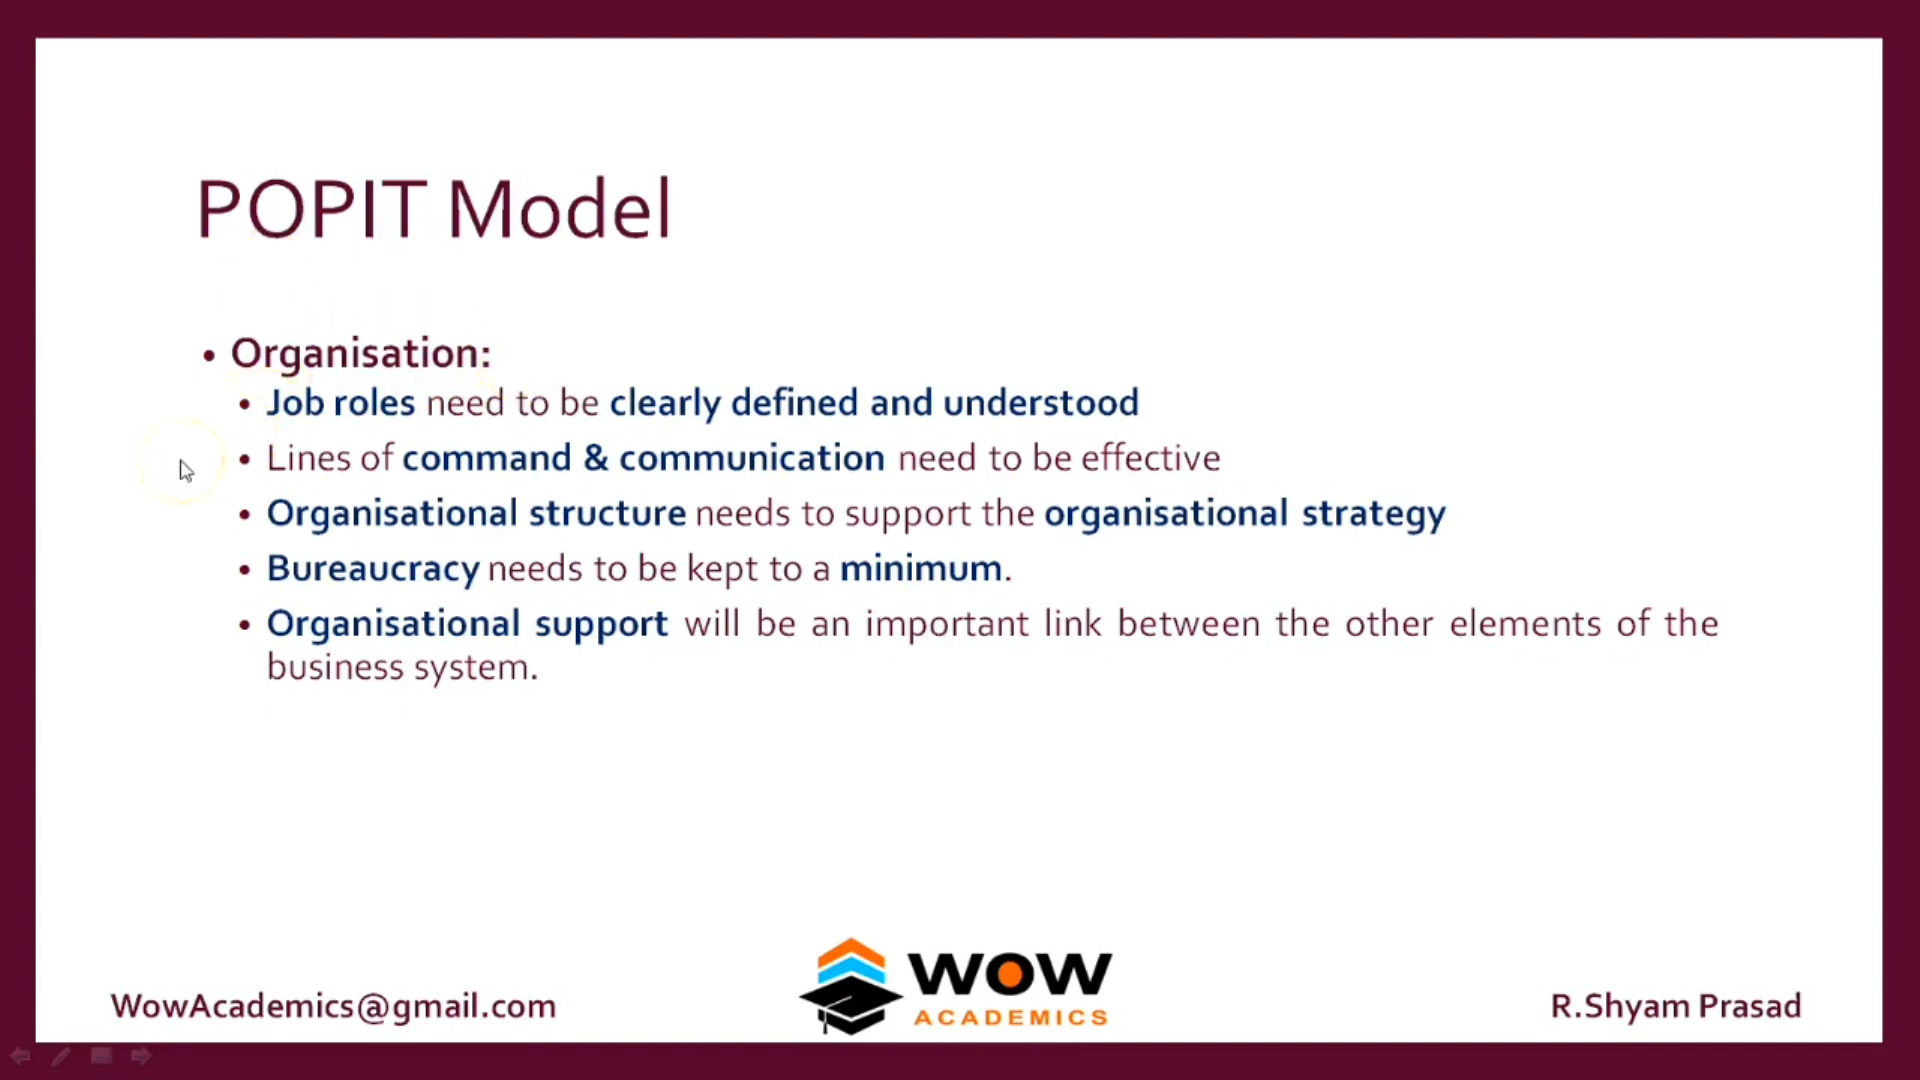 POPIT Model
• Organisation:
• Job roles need to be clearly defined and understood
• Lines of command & communication need to be effective
• Organisational structure needs to support the organisational strategy
• Bureaucracy needs to be kept to a minimum.
• Organisational support will be an important link between the other elements of the
business system.
WowAcademics@gmail.com
WOW
ACADEMICS
R.Shyam Prasad